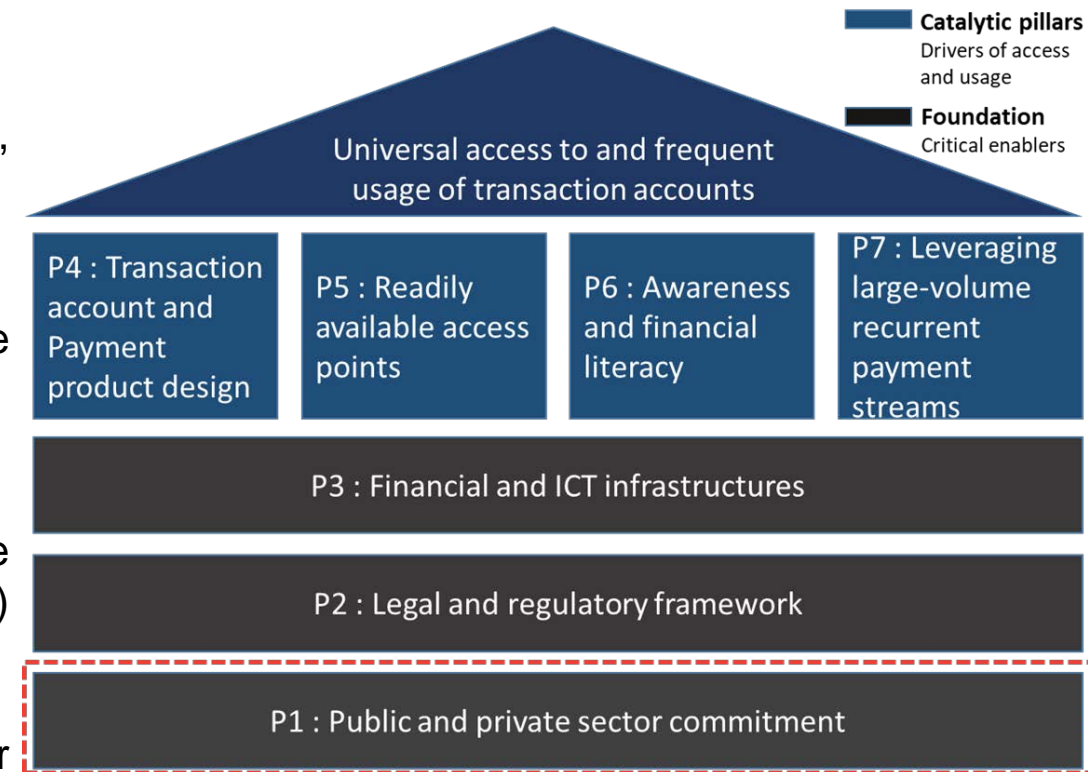 Catalytic pillars
Drivers of access
and usage
Foundation
Critical enablers
,
e
e
)
r
Universal access to and frequent
usage of transaction accounts
P4 : Transaction
account and
Payment
product design
P5 : Readily
available access
points
P6 : Awareness
and financial
literacy
P7 : Leveraging
large-volume
recurrent
payment
streams
P3 : Financial and ICT infrastructures
P2 : Legal and regulatory framework
P1 : Public and private sector commitment